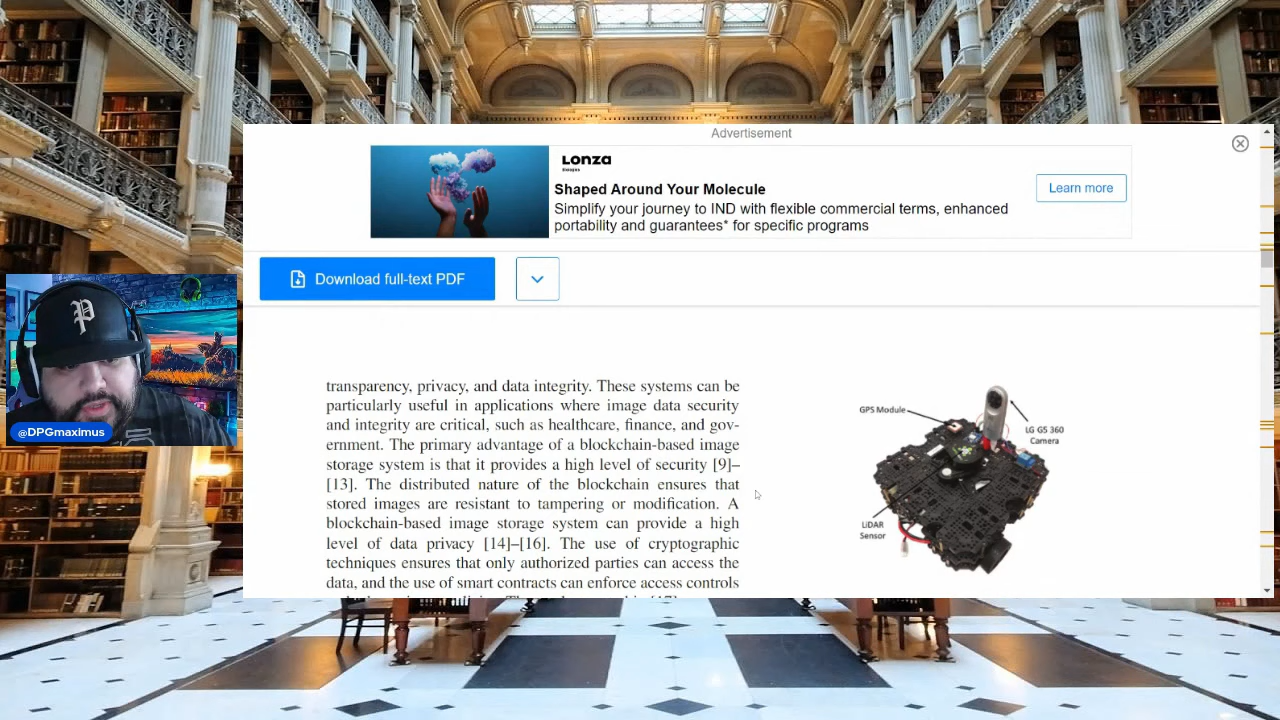 Advertisement
Lonza
Shaped Around Your Molecule
Simplify your journey to IND with flexible commercial terms, enhanced
portability and guarantees* for specific programs
Learn more
Download full-text PDF
transparency, privacy, and data integrity. These systems can be
particularly useful in applications where image data security
and integrity are critical, such as healthcare, finance, and gov-
ernment. The primary advantage of a blockchain-based image
storage system is that it provides a high level of security [9]–
[13]. The distributed nature of the blockchain ensures that
stored images are resistant to tampering or modification. A
blockchain-based image storage system can provide a high
level of data privacy [14]–[16]. The use of cryptographic
techniques ensures that only authorized parties can access the
data, and the use of smart contracts can enforce access controls
GPS Module
LG G5 360
Camera
LiDAR
Sensor
P
@DPGmaximus